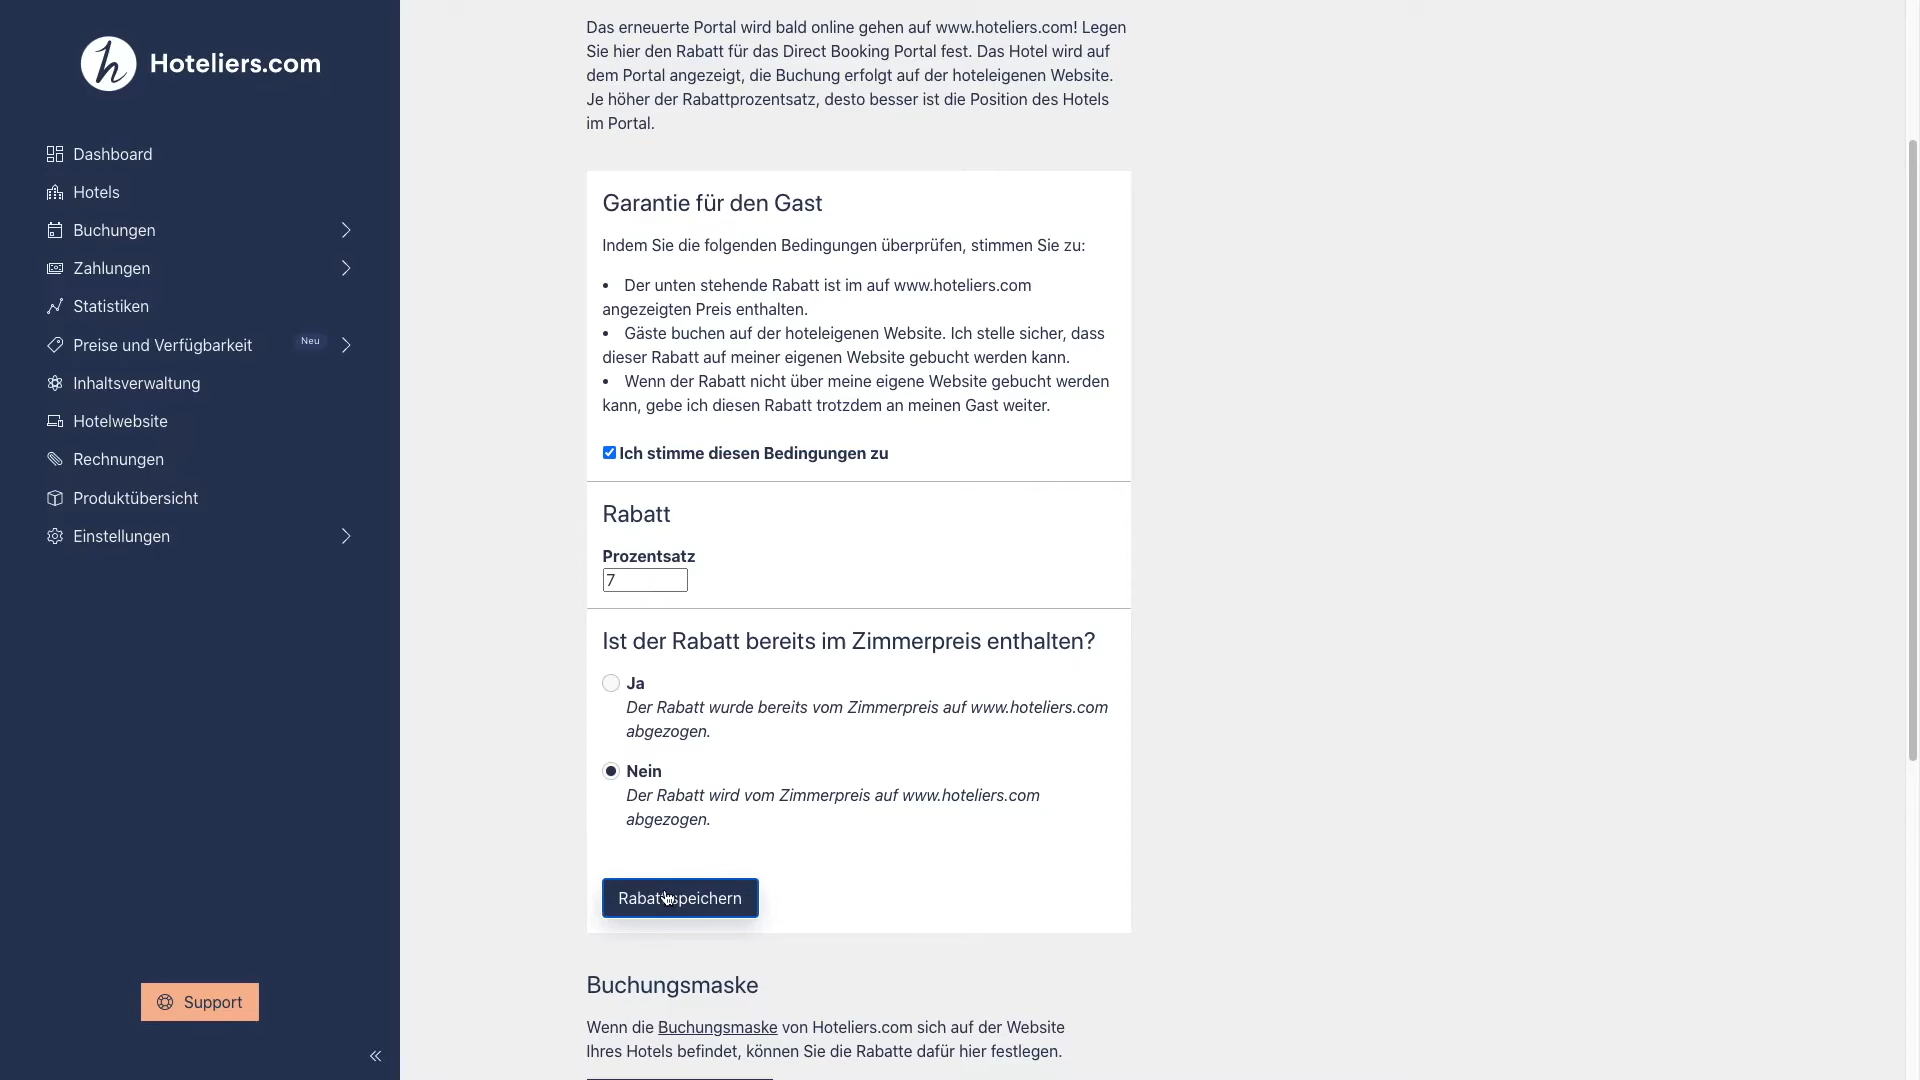 Hoteliers.com
Dashboard
Hotels
Buchungen
Zahlungen
Statistiken
Preise und Verfügbarkeit Neu
Inhaltsverwaltung
Hotelwebsite
Rechnungen
Produktübersicht
Einstellungen
Support
Das erneuerte Portal wird bald online gehen auf www.hoteliers.com! Legen
Sie hier den Rabatt für das Direct Booking Portal fest. Das Hotel wird auf
dem Portal angezeigt, die Buchung erfolgt auf der hoteleigenen Website.
Je höher der Rabattprozentsatz, desto besser ist die Position des Hotels
im Portal.
Garantie für den Gast
Indem Sie die folgenden Bedingungen überprüfen, stimmen Sie zu:
• Der unten stehende Rabatt ist im auf www.hoteliers.com
angezeigten Preis enthalten.
• Gäste buchen auf der hoteleigenen Website. Ich stelle sicher, dass
dieser Rabatt auf meiner eigenen Website gebucht werden kann.
• Wenn der Rabatt nicht über meine eigene Website gebucht werden
kann, gebe ich diesen Rabatt trotzdem an meinen Gast weiter.
Ich stimme diesen Bedingungen zu
Rabatt
Prozentsatz
7
Ist der Rabatt bereits im Zimmerpreis enthalten?
Ja
Der Rabatt wurde bereits vom Zimmerpreis auf www.hoteliers.com
abgezogen.
Nein
Der Rabatt wird vom Zimmerpreis auf www.hoteliers.com
abgezogen.
Rabatt speichern
Buchungsmaske
Wenn die Buchungsmaske von Hoteliers.com sich auf der Website
Ihres Hotels befindet, können Sie die Rabatte dafür hier festlegen.